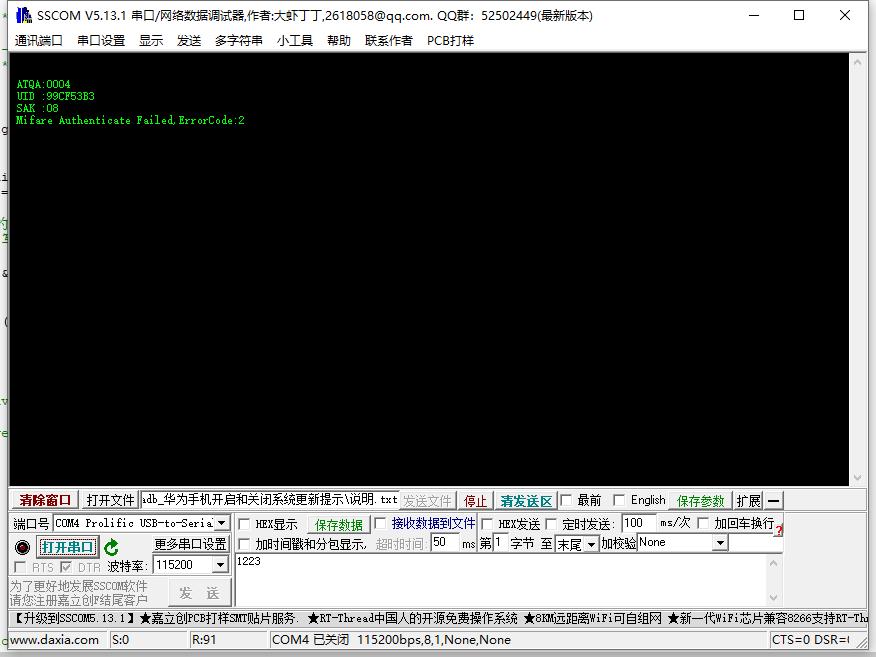 SSCOM V5.13.1 串口/网络数据调试器,作者:大虾丁丁,2618058@qq.com. QQ群: 52502449(最新版本)
通讯端口 串口设置 显示 发送 多字符串 小工具 帮助 联系作者 PCB打样
ATQA:0004
UID :99CF53B3
SAK :08
Mifare Authenticate Failed,ErrorCode:2
清除窗口 打开文件 adb_华为手机开启和关闭系统更新提示\说明.txt 发送文件 停止 清发送区 最前 English 保存参数 扩展 —
端口号 COM4 Prolific USB-to-Seria HEX显示 保存数据 接收数据到文件 HEX发送 定时发送: 100 ms/次 加回车换行
打开串口 更多串口设置 加时间戳和分包显示, 超时时间: 50 ms 第 1 字节 至 末尾 加校验 None
RTS DTR 波特率: 115200 1223
为了更好地发展SSCOM软件
请您注册嘉立创F结尾客户
发 送
【升级到SSCOM5.13.1】★嘉立创PCB打样SMT贴片服务. ★RT-Thread中国人的开源免费操作系统 ★8KM远距离WiFi可自组网 ★新一代WiFi芯片兼容8266支持RT-Th
www.daxia.com S:0 R:91 COM4 已关闭 115200bps,8,1,None,None CTS=0 DSR=